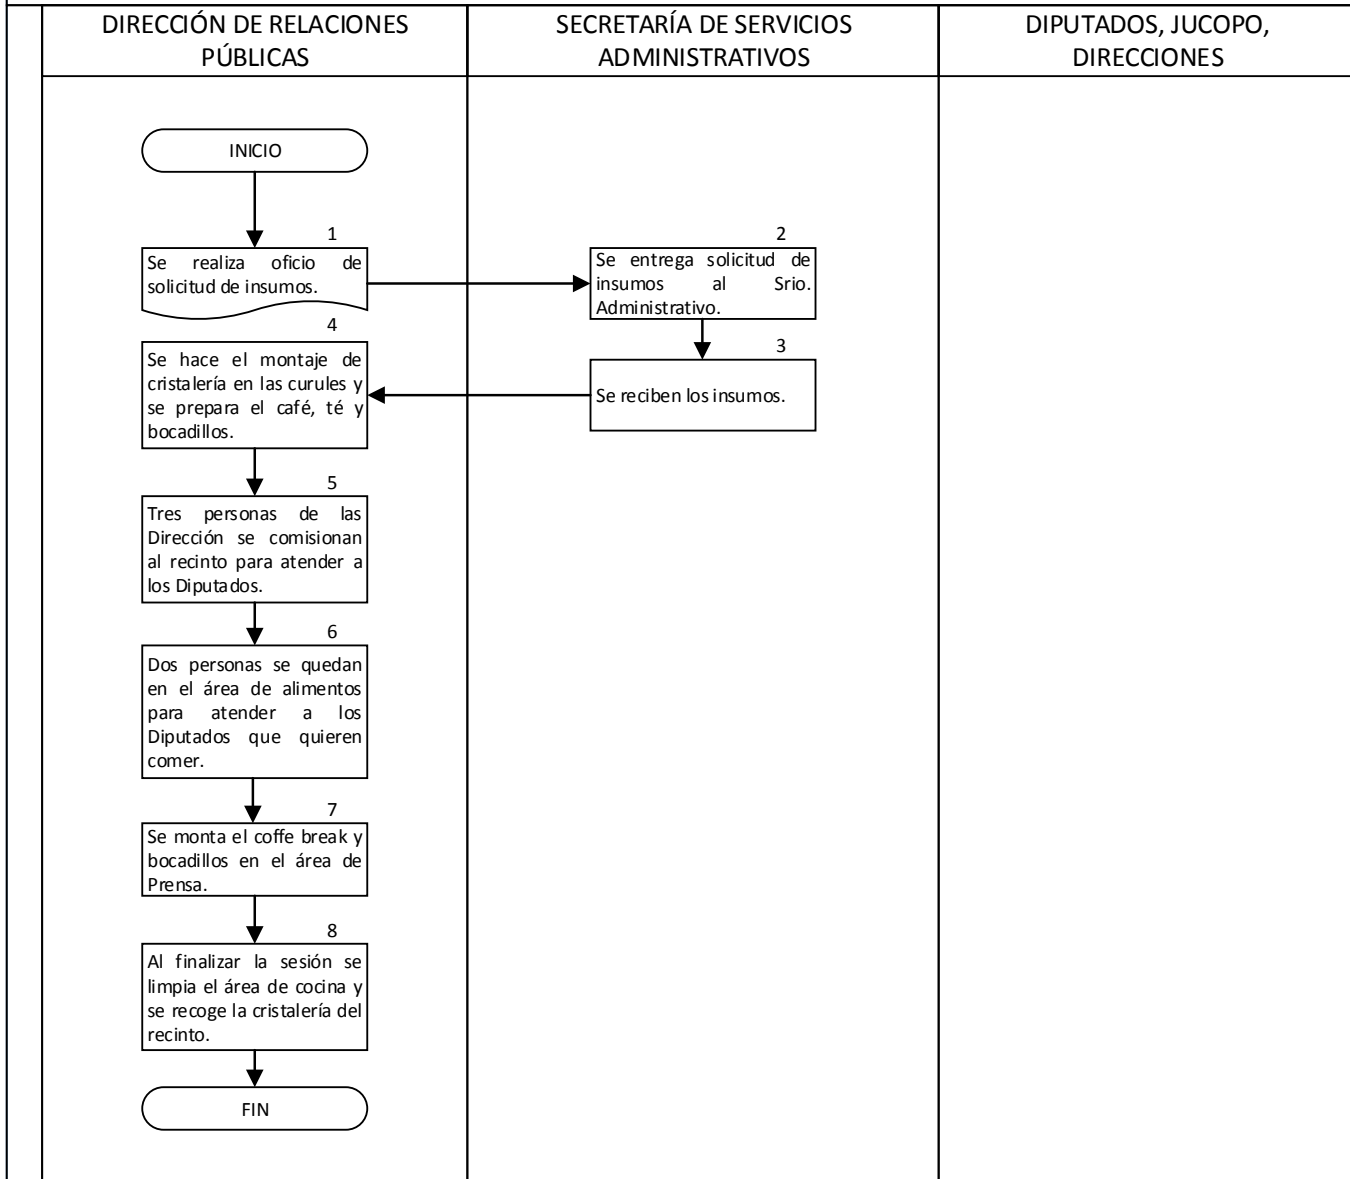 DIRECCIÓN DE RELACIONES
PÚBLICAS
SECRETARÍA DE SERVICIOS
ADMINISTRATIVOS
DIPUTADOS, JUCOPO,
DIRECCIONES
INICIO
1
Se realiza oficio de
solicitud de insumos.
2
Se entrega solicitud de
insumos al Srio.
Administrativo.
3
Se reciben los insumos.
4
Se hace el montaje de
cristalería en las curules y
se prepara el café, té y
bocadillos.
5
Tres personas de las
Dirección se comisionan
al recinto para atender a
los Diputados.
6
Dos personas se quedan
en el área de alimentos
para atender a los
Diputados que quieren
comer.
7
Se monta el coffe break y
bocadillos en el área de
Prensa.
8
Al finalizar la sesión se
limpia el área de cocina y
se recoge la cristalería del
recinto.
FIN